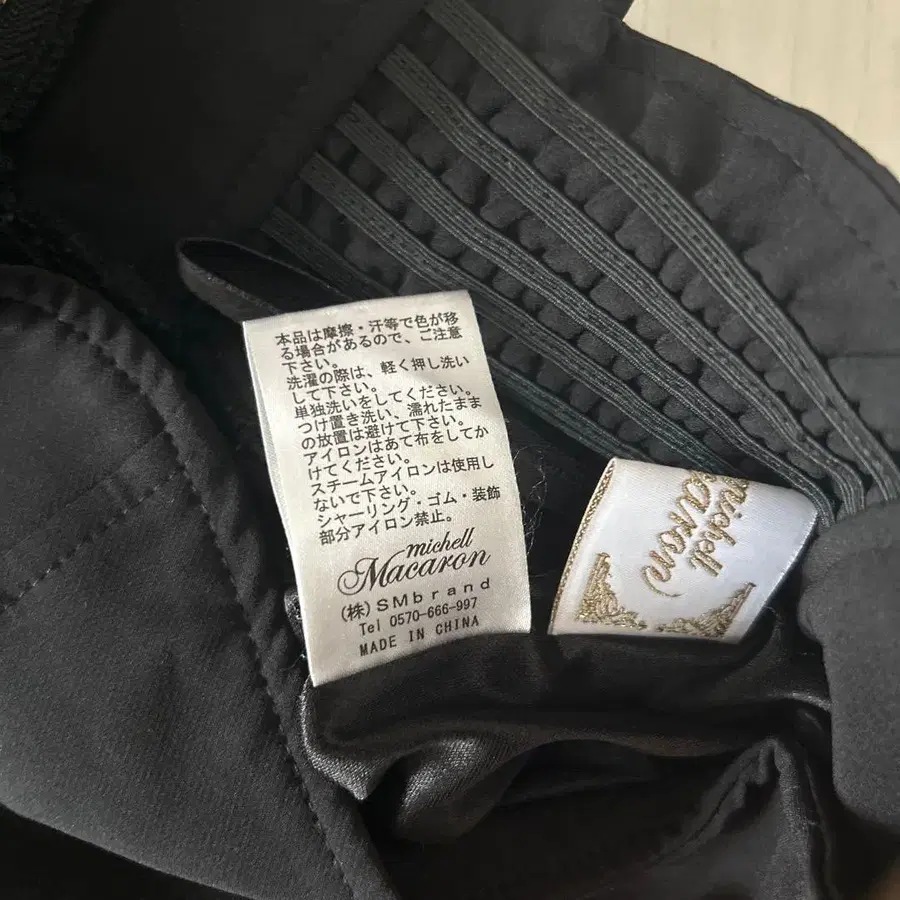 本品は摩擦・汗等で色が移
る場合があるので、ご注意
下さい。
洗濯の際は、軽く押し洗い
して下さい。
単独洗いをしてください。
つけ置き洗い、濡れたまま
の放置は避けて下さい。
アイロンはあて布をしてか
けてください。
スチームアイロンは使用し
ないで下さい。
シャーリング・ゴム・装飾
部分アイロン禁止。
michell
Macaron
(株)SMbrand
Tel 0570-666-997
MADE IN CHINA
michell
caron